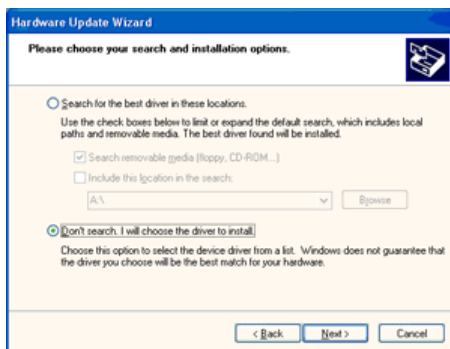 Hardware Update Wizard
Please choose your search and installation options.
Search for the best driver in these locations.
Use the check boxes below to limit or expand the default search, which includes local
paths and removable media. The best driver found will be installed.
Search removable media (floppy, CD-ROM...)
Include this location in the search:
A:\
Browse
Don't search. I will choose the driver to install.
Choose this option to select the device driver from a list. Windows does not guarantee that
the driver you choose will be the best match for your hardware.
< Back
Next >
Cancel